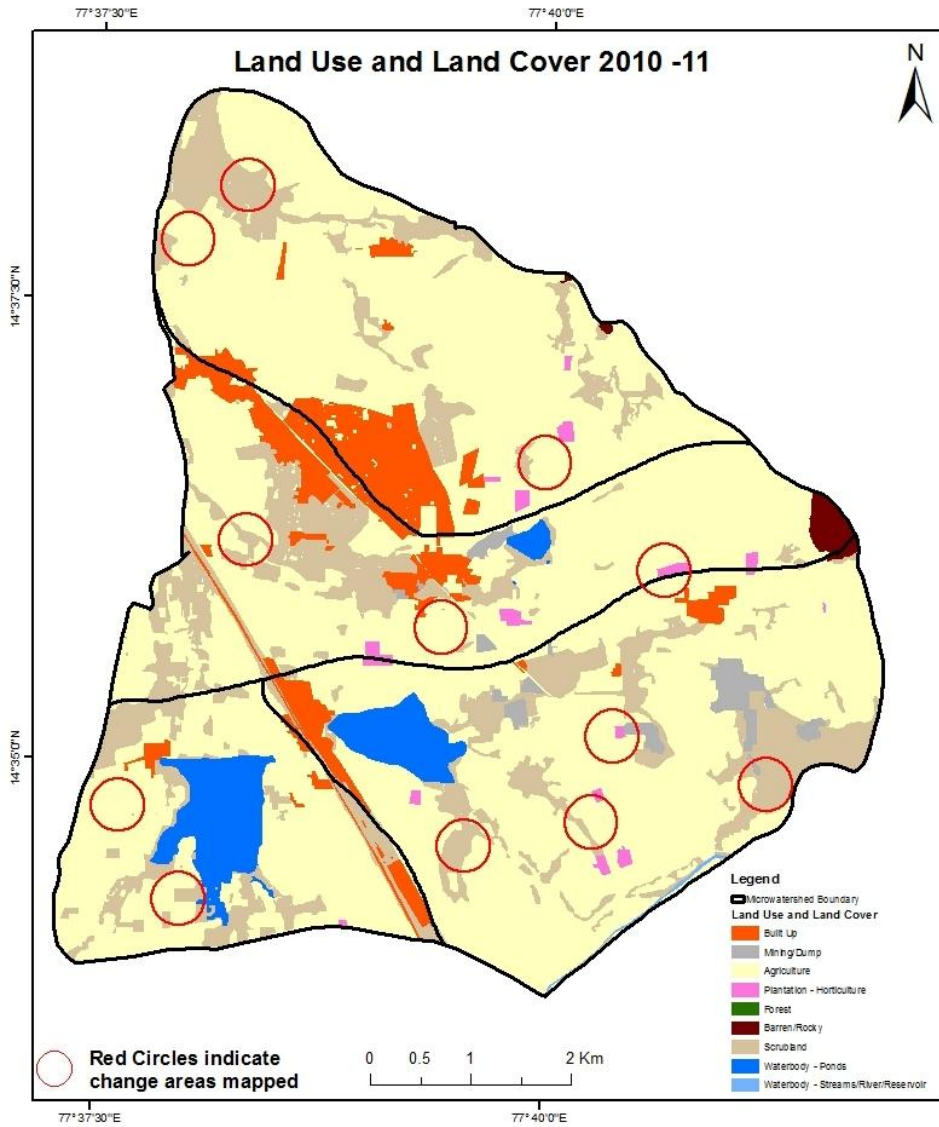 77°37'30"E
77°40'0"E
Land Use and Land Cover 2010 -11
N
14°37'30"N
14°35'0"N
Legend
Microwatershed Boundary
Land Use and Land Cover
Built Up
Mining/Dump
Agriculture
Plantation - Horticulture
Forest
Barren/Rocky
Scrubland
Waterbody - Ponds
Waterbody - Streams/River/Reservoir
Red Circles indicate
change areas mapped
0 0.5 1 2 Km
77°37'30"E
77°40'0"E